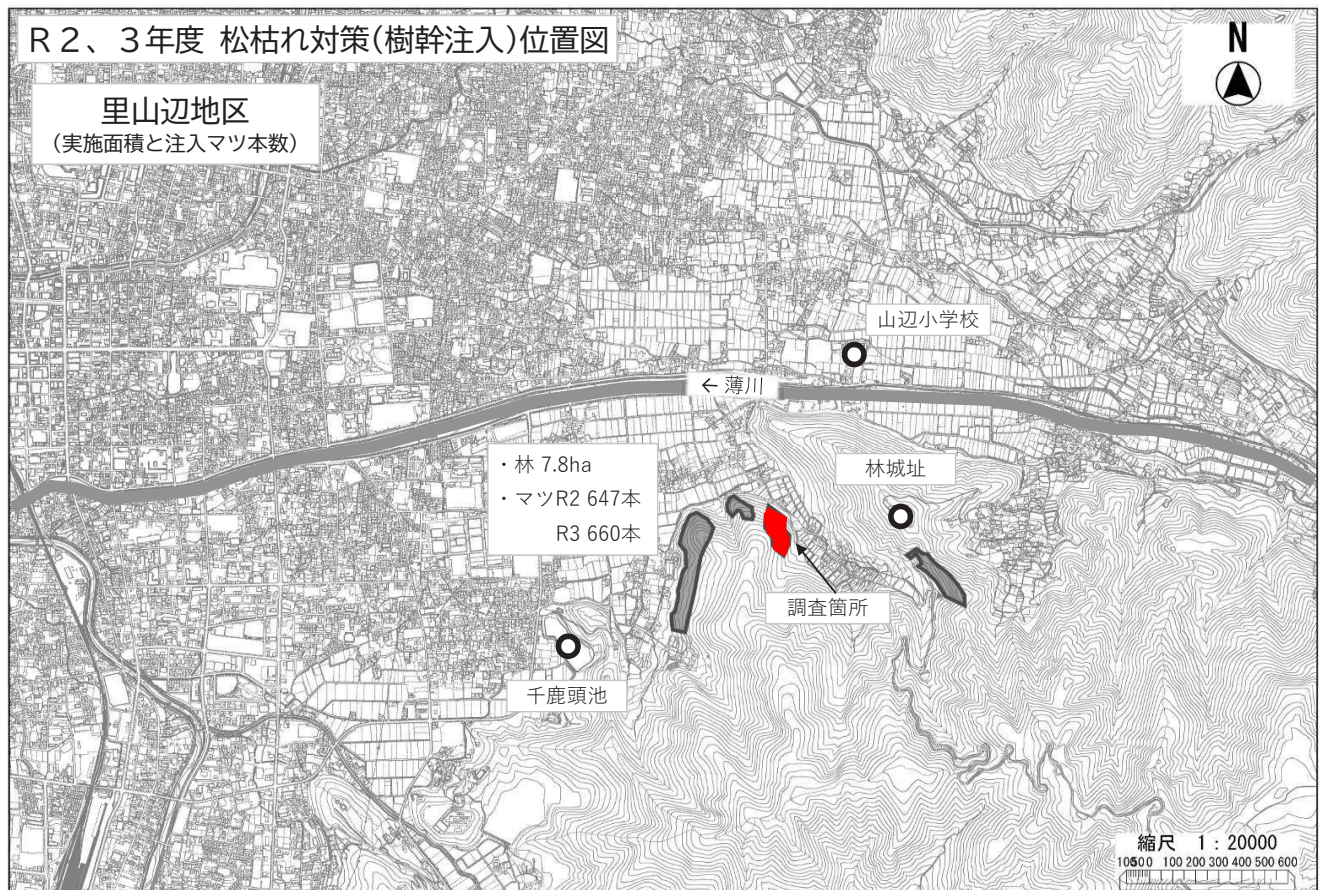 R2、3年度 松枯れ対策(樹幹注入)位置図
N
里山辺地区
(実施面積と注入マツ本数)
山辺小学校
←薄川
・林 7.8ha
・マツR2 647本
R3 660本
林城址
調査箇所
千鹿頭池
縮尺 1:20000
100 200 300 400 500 600